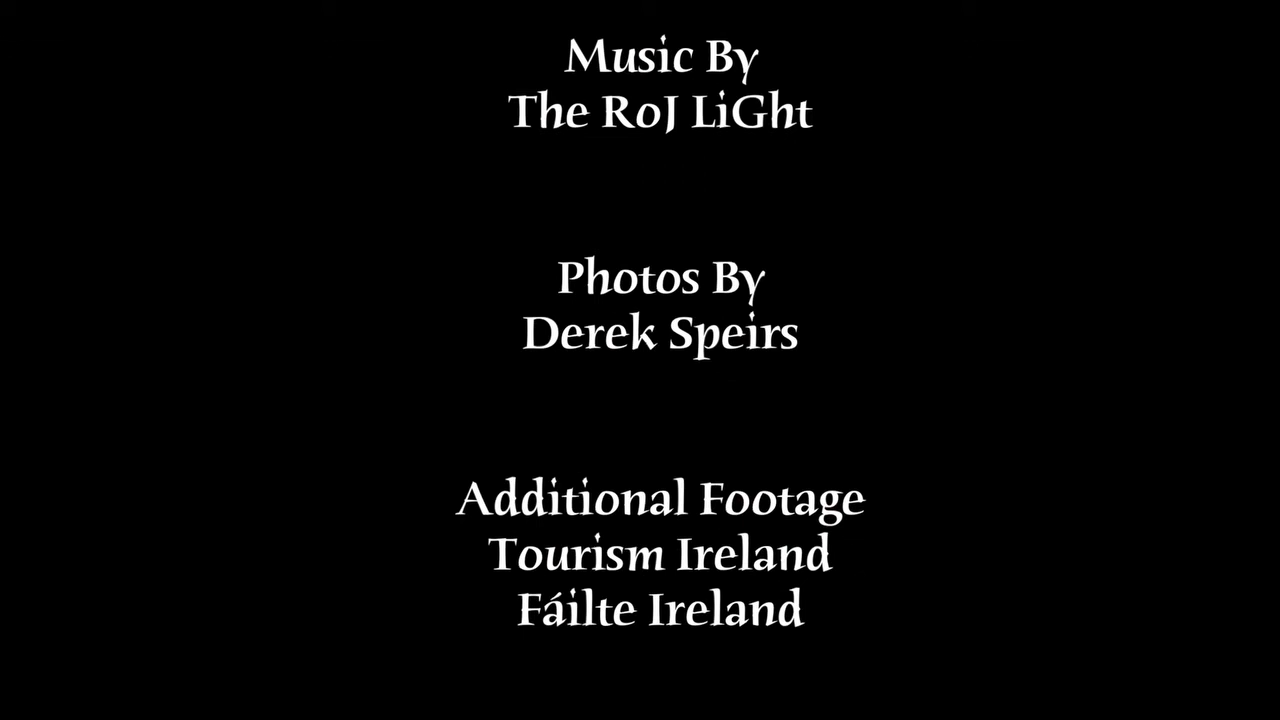 Music By
The RoJ LiGht
Photos By
Derek Speirs
Additional Footage
Tourism Ireland
Fáilte Ireland